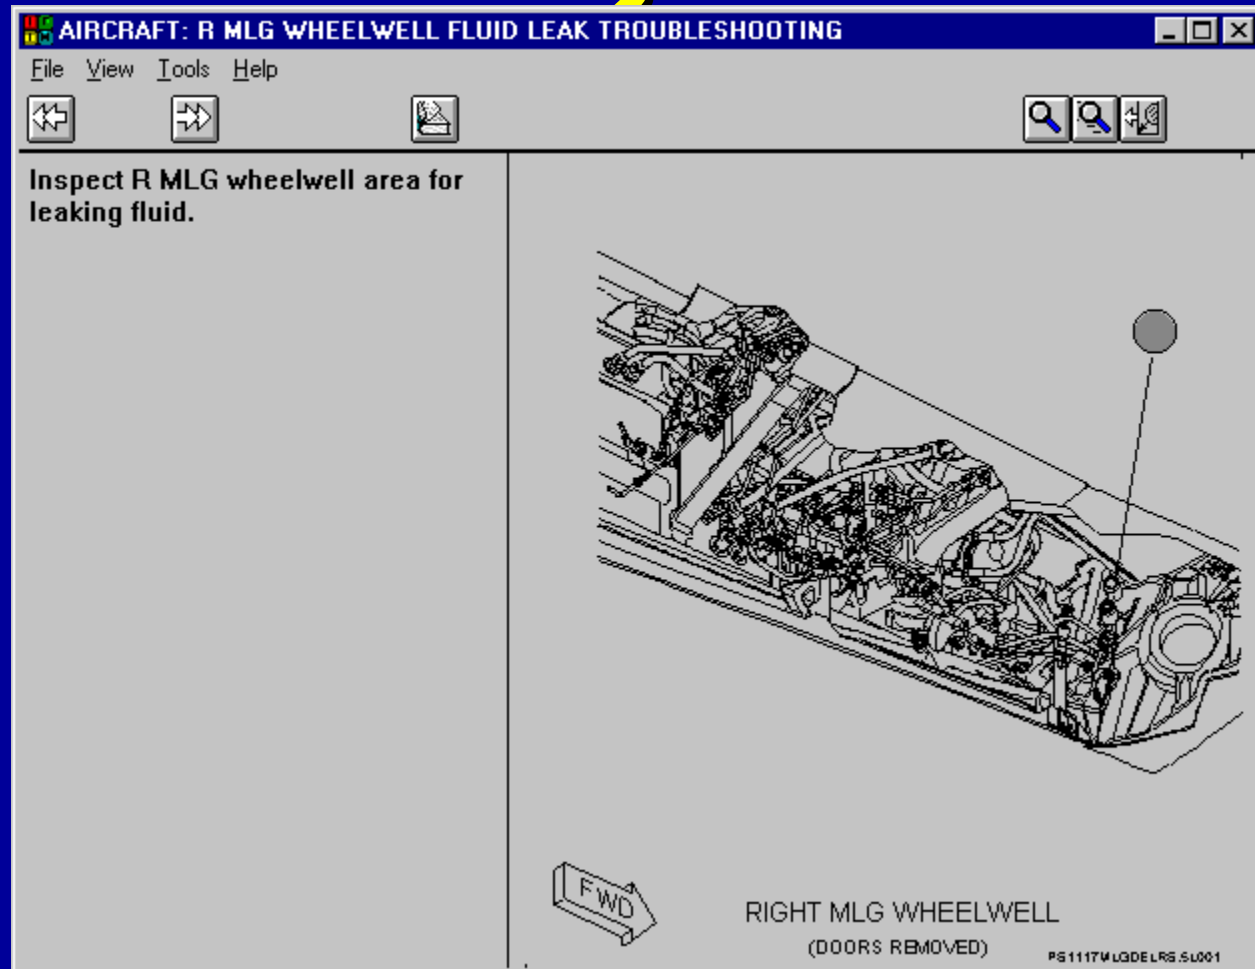 AIRCRAFT: R MLG WHEELWELL FLUID LEAK TROUBLESHOOTING
File View Tools Help
Inspect R MLG wheelwell area for
leaking fluid.
FWD
RIGHT MLG WHEELWELL
(DOORS REMOVED)